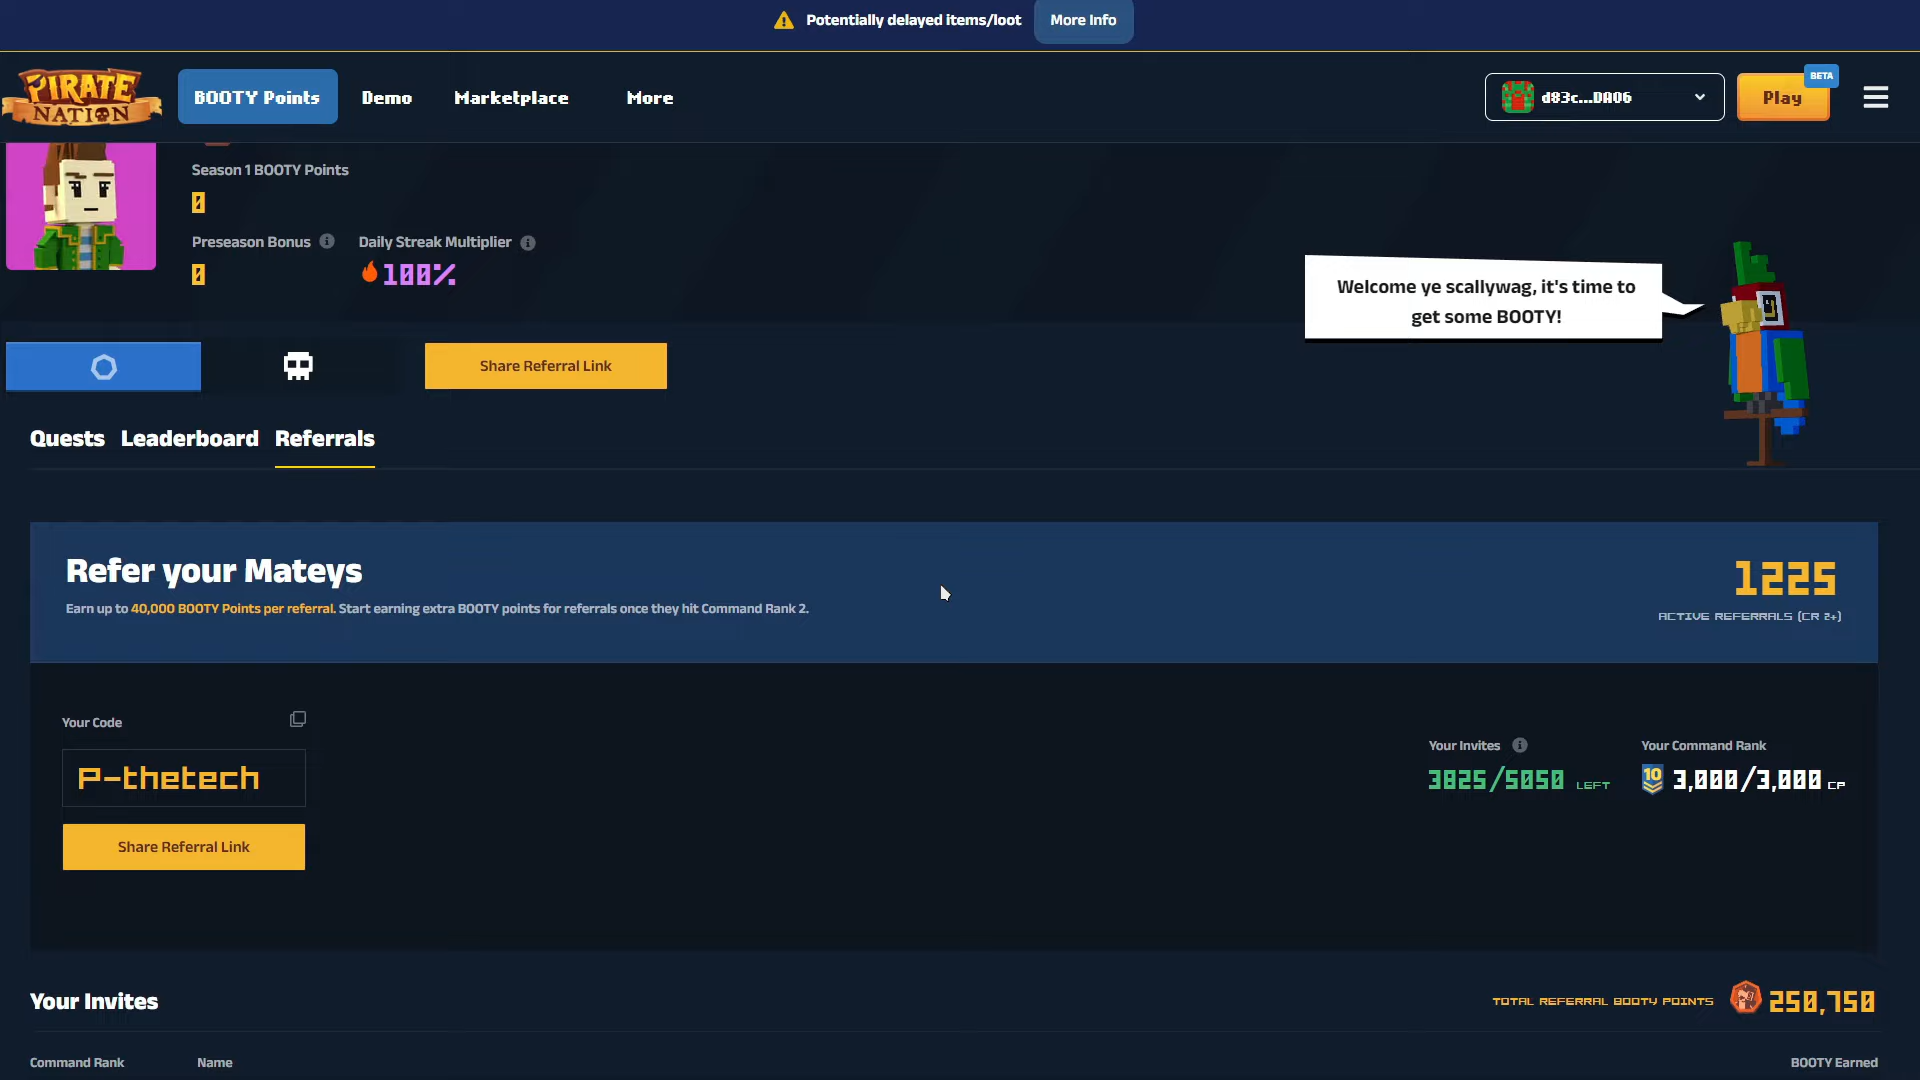 Potentially delayed items/loot
More Info
PIRATE
NATION
BOOTY Points
Demo
Marketplace
More
d83c...DA06
BETA
Play
Season 1 BOOTY Points
0
Preseason Bonus
Daily Streak Multiplier
0
100%
Welcome ye scallywag, it's time to
get some BOOTY!
Share Referral Link
Quests
Leaderboard
Referrals
Refer your Mateys
Earn up to 40,000 BOOTY Points per referral. Start earning extra BOOTY points for referrals once they hit Command Rank 2.
1225
ACTIVE REFERRALS (CR 2+)
Your Code
P-thetech
Share Referral Link
Your Invites
3825/5050 LEFT
Your Command Rank
10
3,000/3,000 CP
Your Invites
TOTAL REFERRAL BOOTY POINTS
250,750
Command Rank
Name
BOOTY Earned